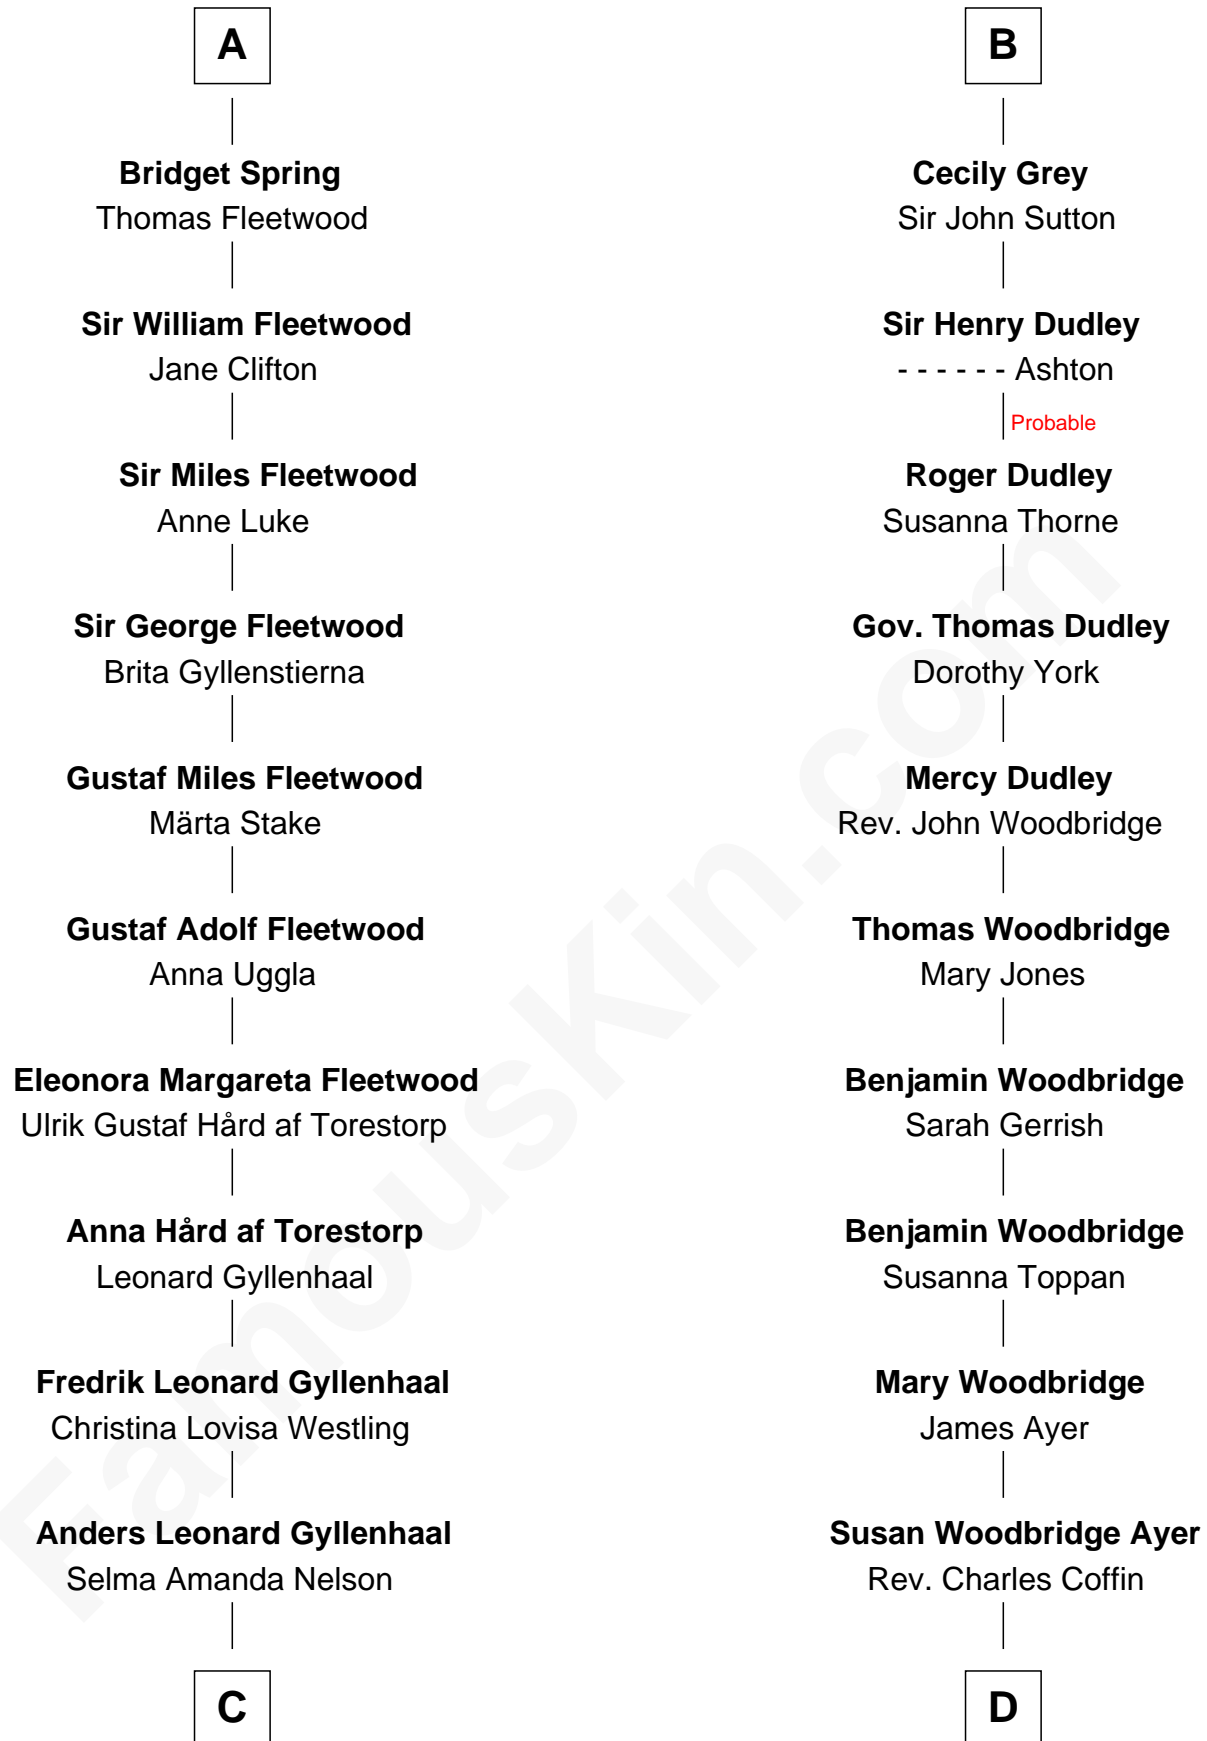 A
Bridget Spring
Thomas Fleetwood
Sir William Fleetwood
Jane Clifton
Sir Miles Fleetwood
Anne Luke
Sir George Fleetwood
Brita Gyllenstierna
Gustaf Miles Fleetwood
Märta Stake
Gustaf Adolf Fleetwood
Anna Uggla
Eleonora Margareta Fleetwood
Ulrik Gustaf Hård af Torestorp
Anna Hård af Torestorp
Leonard Gyllenhaal
Fredrik Leonard Gyllenhaal
Christina Lovisa Westling
Anders Leonard Gyllenhaal
Selma Amanda Nelson
C
B
Cecily Grey
Sir John Sutton
Sir Henry Dudley
- - - - - - Ashton
Probable
Roger Dudley
Susanna Thorne
Gov. Thomas Dudley
Dorothy York
Mercy Dudley
Rev. John Woodbridge
Thomas Woodbridge
Mary Jones
Benjamin Woodbridge
Sarah Gerrish
Benjamin Woodbridge
Susanna Toppan
Mary Woodbridge
James Ayer
Susan Woodbridge Ayer
Rev. Charles Coffin
D
FamousKin.com